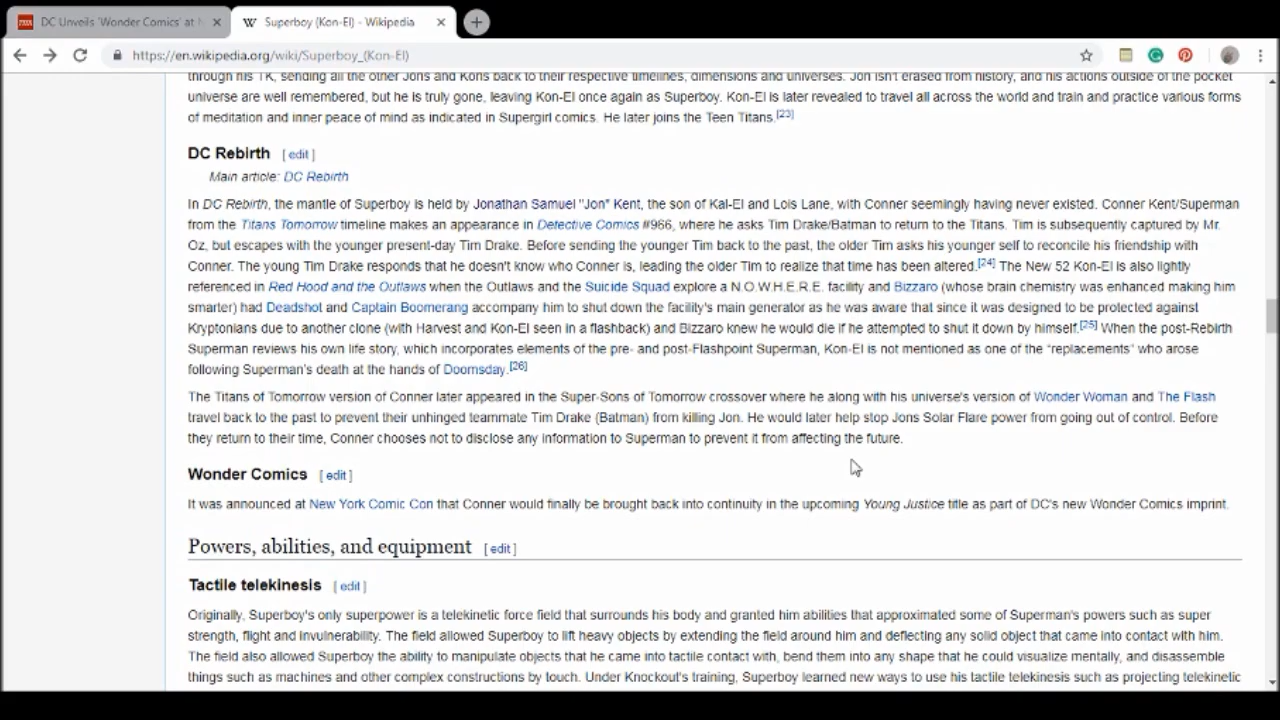 DC Unveils 'Wonder Comics' at
Superboy (Kon-El) - Wikipedia
https://en.wikipedia.org/wiki/Superboy_(Kon-El)
through his TK, sending all the other Jons and Kons back to their respective timelines, dimensions and universes. Jon isn't erased from history, and his actions outside of the pocket
universe are well remembered, but he is truly gone, leaving Kon-El once again as Superboy. Kon-El is later revealed to travel all across the world and train and practice various forms
of meditation and inner peace of mind as indicated in Supergirl comics. He later joins the Teen Titans.[23]
DC Rebirth [ edit ]
Main article: DC Rebirth
In DC Rebirth, the mantle of Superboy is held by Jonathan Samuel "Jon" Kent, the son of Kal-El and Lois Lane, with Conner seemingly having never existed. Conner Kent/Superman
from the Titans Tomorrow timeline makes an appearance in Detective Comics #966, where he asks Tim Drake/Batman to return to the Titans. Tim is subsequently captured by Mr.
Oz, but escapes with the younger present-day Tim Drake. Before sending the younger Tim back to the past, the older Tim asks his younger self to reconcile his friendship with
Conner. The young Tim Drake responds that he doesn't know who Conner is, leading the older Tim to realize that time has been altered.[24] The New 52 Kon-El is also lightly
referenced in Red Hood and the Outlaws when the Outlaws and the Suicide Squad explore a N.O.W.H.E.R.E. facility and Bizzaro (whose brain chemistry was enhanced making him
smarter) had Deadshot and Captain Boomerang accompany him to shut down the facility's main generator as he was aware that since it was designed to be protected against
Kryptonians due to another clone (with Harvest and Kon-El seen in a flashback) and Bizzaro knew he would die if he attempted to shut it down by himself.[25] When the post-Rebirth
Superman reviews his own life story, which incorporates elements of the pre- and post-Flashpoint Superman, Kon-El is not mentioned as one of the "replacements" who arose
following Superman's death at the hands of Doomsday.[26]
The Titans of Tomorrow version of Conner later appeared in the Super-Sons of Tomorrow crossover where he along with his universe's version of Wonder Woman and The Flash
travel back to the past to prevent their unhinged teammate Tim Drake (Batman) from killing Jon. He would later help stop Jons Solar Flare power from going out of control. Before
they return to their time, Conner chooses not to disclose any information to Superman to prevent it from affecting the future.
Wonder Comics [ edit ]
It was announced at New York Comic Con that Conner would finally be brought back into continuity in the upcoming Young Justice title as part of DC's new Wonder Comics imprint.
Powers, abilities, and equipment [ edit ]
Tactile telekinesis [ edit ]
Originally, Superboy's only superpower is a telekinetic force field that surrounds his body and granted him abilities that approximated some of Superman's powers such as super
strength, flight and invulnerability. The field allowed Superboy to lift heavy objects by extending the field around him and deflecting any solid object that came into contact with him.
The field also allowed Superboy the ability to manipulate objects that he came into tactile contact with, bend them into any shape that he could visualize mentally, and disassemble
things such as machines and other complex constructions by touch. Under Knockout's training, Superboy learned new ways to use his tactile telekinesis such as projecting telekinetic